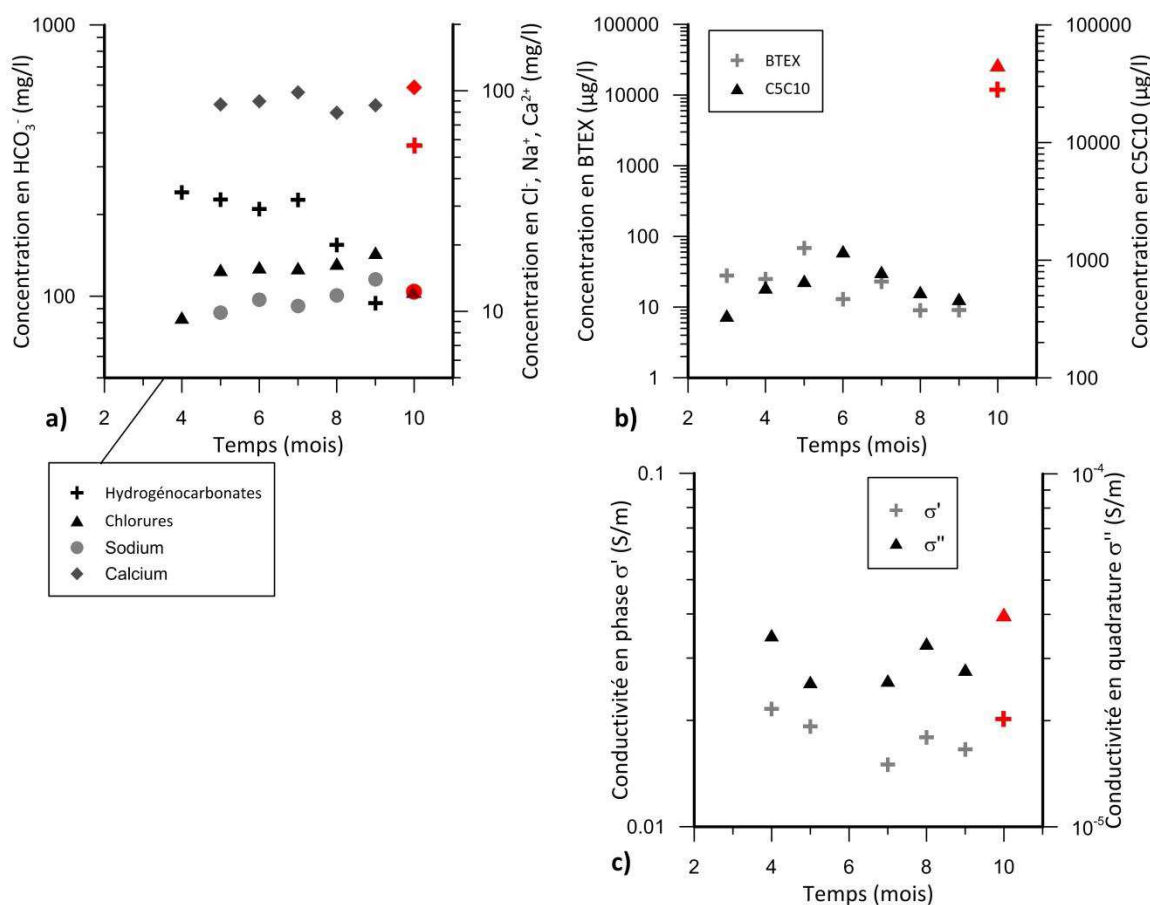 1000
100
Concentration en HCO₃⁻ (mg/l)
100
10
Concentration en Cl⁻, Na⁺, Ca²⁺ (mg/l)
2 4 6 8 10
a)
Temps (mois)
Hydrogénocarbonates
Chlorures
Sodium
Calcium
100000
10000
1000
100
10
1
Concentration en BTEX (µg/l)
BTEX
C5C10
100000
10000
1000
100
Concentration en C5C10 (µg/l)
2 4 6 8 10
b)
Temps (mois)
0.1
0.01
Conductivité en phase σ' (S/m)
σ'
σ''
10⁻⁴
10⁻⁵
Conductivité en quadrature σ'' (S/m)
2 4 6 8 10
c)
Temps (mois)